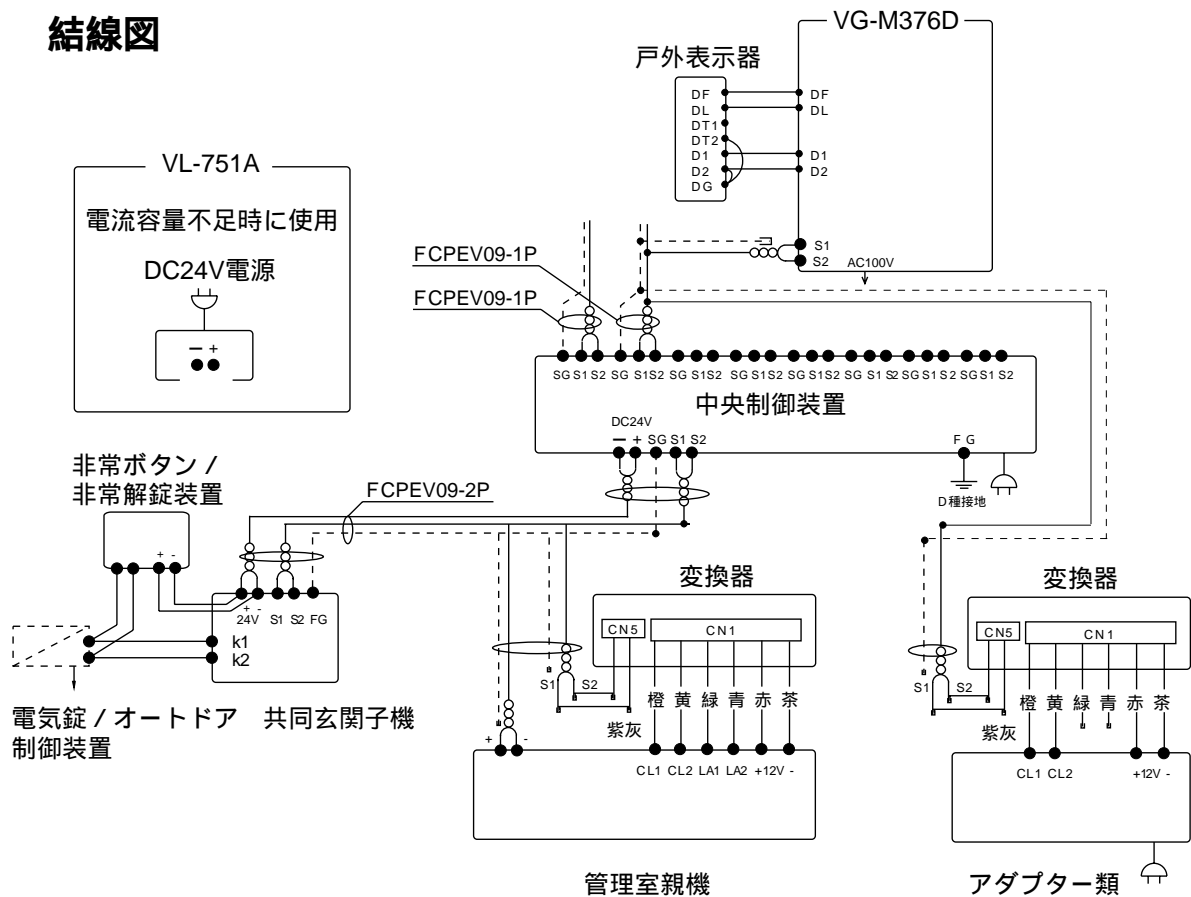 結線図
VG-M376D
戸外表示器
DF
DL
DT1
DT2
D1
D2
DG
DF
DL
D1
D2
S1
S2
AC100V
VL-751A
電流容量不足時に使用
DC24V電源
ー +
FCPEV09-1P
FCPEV09-1P
SG S1 S2 SG S1S2 SG S1S2 SG S1S2 SG S1S2 SG S1 S2 SG S1 S2 SG S1 S2
中央制御装置
DC24V
ー + SG S1 S2
FG
D種接地
非常ボタン /
非常解錠装置
+ -
FCPEV09-2P
+ -
24V S1 S2 FG
k1
k2
電気錠 / オートドア
制御装置
共同玄関子機
変換器
CN5
CN1
S1
S2
橙 黄 緑 青 赤 茶
紫灰
+ -
CL1 CL2 LA1 LA2 +12V -
管理室親機
変換器
CN5
CN1
S1
S2
橙 黄 緑 青 赤 茶
紫灰
CL1 CL2 +12V -
アダプター類